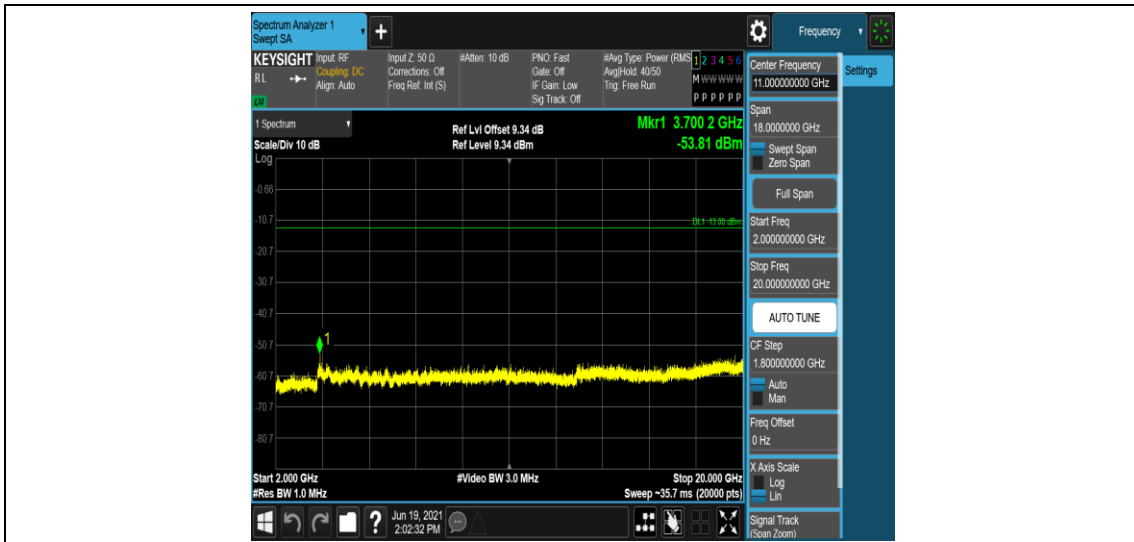 Spectrum Analyzer 1
Swept SA
+
Frequency
KEYSIGHT
RL
LXI
Input: RF
Coupling: DC
Align: Auto
Input Z: 50 Ω
Corrections: Off
Freq Ref: Int (S)
#Atten: 10 dB
PNO: Fast
Gate: Off
IF Gain: Low
Sig Track: Off
#Avg Type: Power (RMS
Avg|Hold: 40/50
Trig: Free Run
1 2 3 4 5 6
M W W W W W
P P P P P P
1 Spectrum
Scale/Div 10 dB
Log
Ref Lvl Offset 9.34 dB
Ref Level 9.34 dBm
Mkr1 3.700 2 GHz
-53.81 dBm
-0.66
-10.7
DL1 -13.00 dBm
-20.7
-30.7
-40.7
-50.7
1
-60.7
-70.7
-80.7
Start 2.000 GHz
#Res BW 1.0 MHz
#Video BW 3.0 MHz
Stop 20.000 GHz
Sweep ~35.7 ms (20000 pts)
?
Jun 19, 2021
2:02:32 PM
Center Frequency
11.000000000 GHz
Settings
Span
18.0000000 GHz
Swept Span
Zero Span
Full Span
Start Freq
2.000000000 GHz
Stop Freq
20.000000000 GHz
AUTO TUNE
CF Step
1.800000000 GHz
Auto
Man
Freq Offset
0 Hz
X Axis Scale
Log
Lin
Signal Track
(Span Zoom)